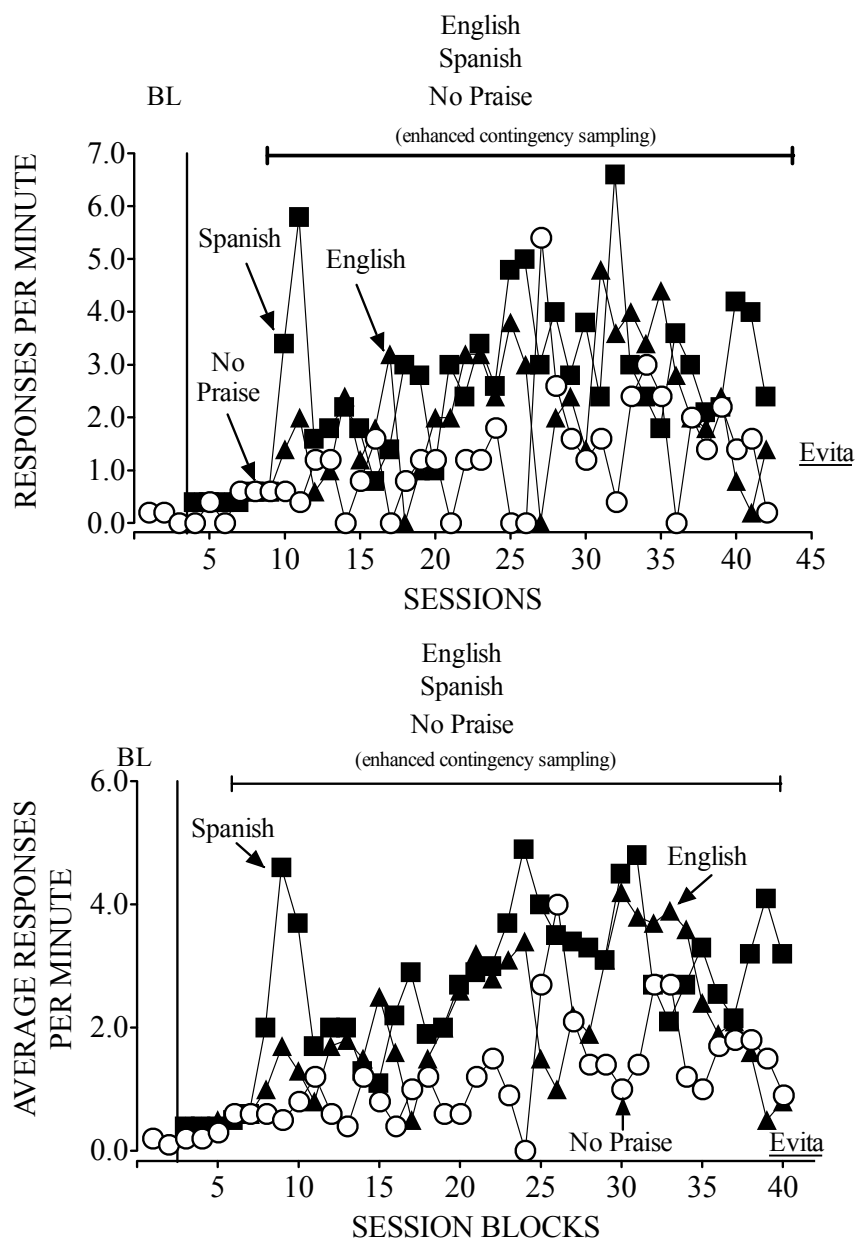 English
Spanish
BL No Praise
(enhanced contingency sampling)
RESPONSES PER MINUTE
7.0
6.0
5.0
4.0
3.0
2.0
1.0
0.0
Spanish
English
No
Praise
Evita
5 10 15 20 25 30 35 40 45
SESSIONS
English
Spanish
No Praise
BL (enhanced contingency sampling)
AVERAGE RESPONSES
PER MINUTE
6.0
4.0
2.0
0.0
Spanish
English
No Praise
Evita
5 10 15 20 25 30 35 40
SESSION BLOCKS